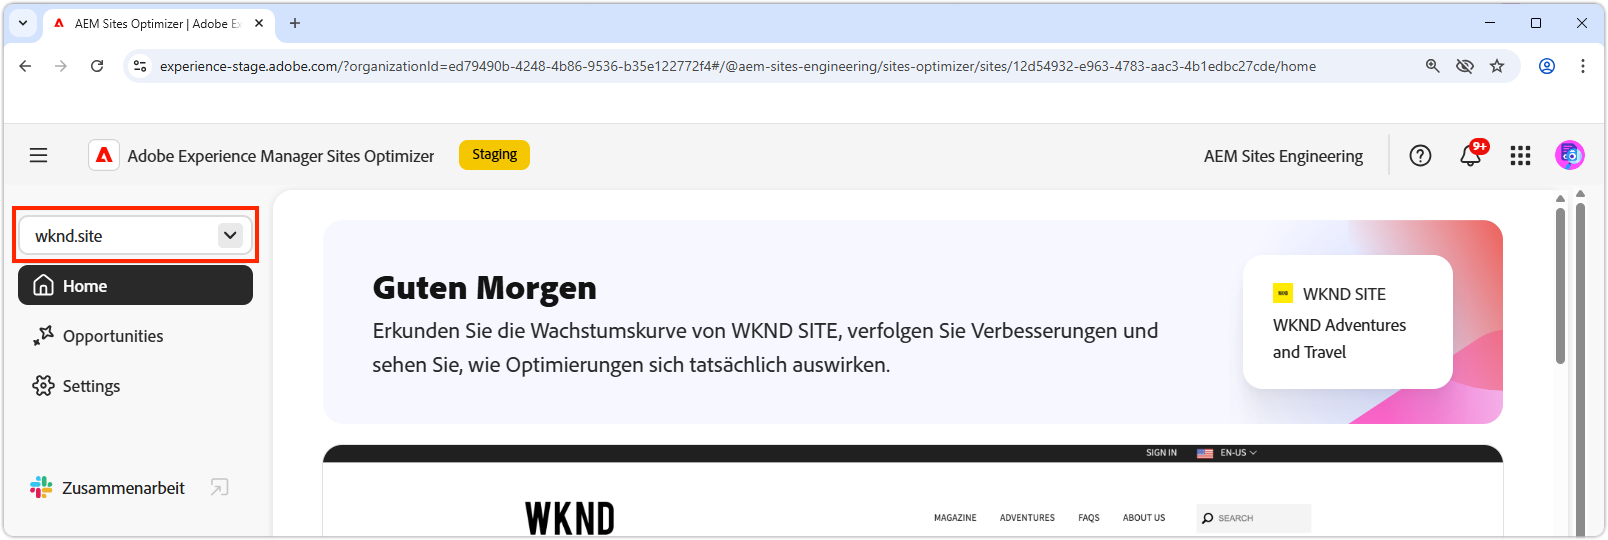 AEM Sites Optimizer | Adobe Ex
experience-stage.adobe.com/?organizationId=ed79490b-4248-4b86-9536-b35e122772f4#/@aem-sites-engineering/sites-optimizer/sites/12d54932-e963-4783-aac3-4b1edbc27cde/home
Adobe Experience Manager Sites Optimizer
Staging
AEM Sites Engineering
9+
wknd.site
Home
Opportunities
Settings
Zusammenarbeit
Guten Morgen
Erkunden Sie die Wachstumskurve von WKND SITE, verfolgen Sie Verbesserungen und
sehen Sie, wie Optimierungen sich tatsächlich auswirken.
WKND SITE
WKND Adventures
and Travel
SIGN IN
EN-US
WKND
MAGAZINE
ADVENTURES
FAQS
ABOUT US
SEARCH